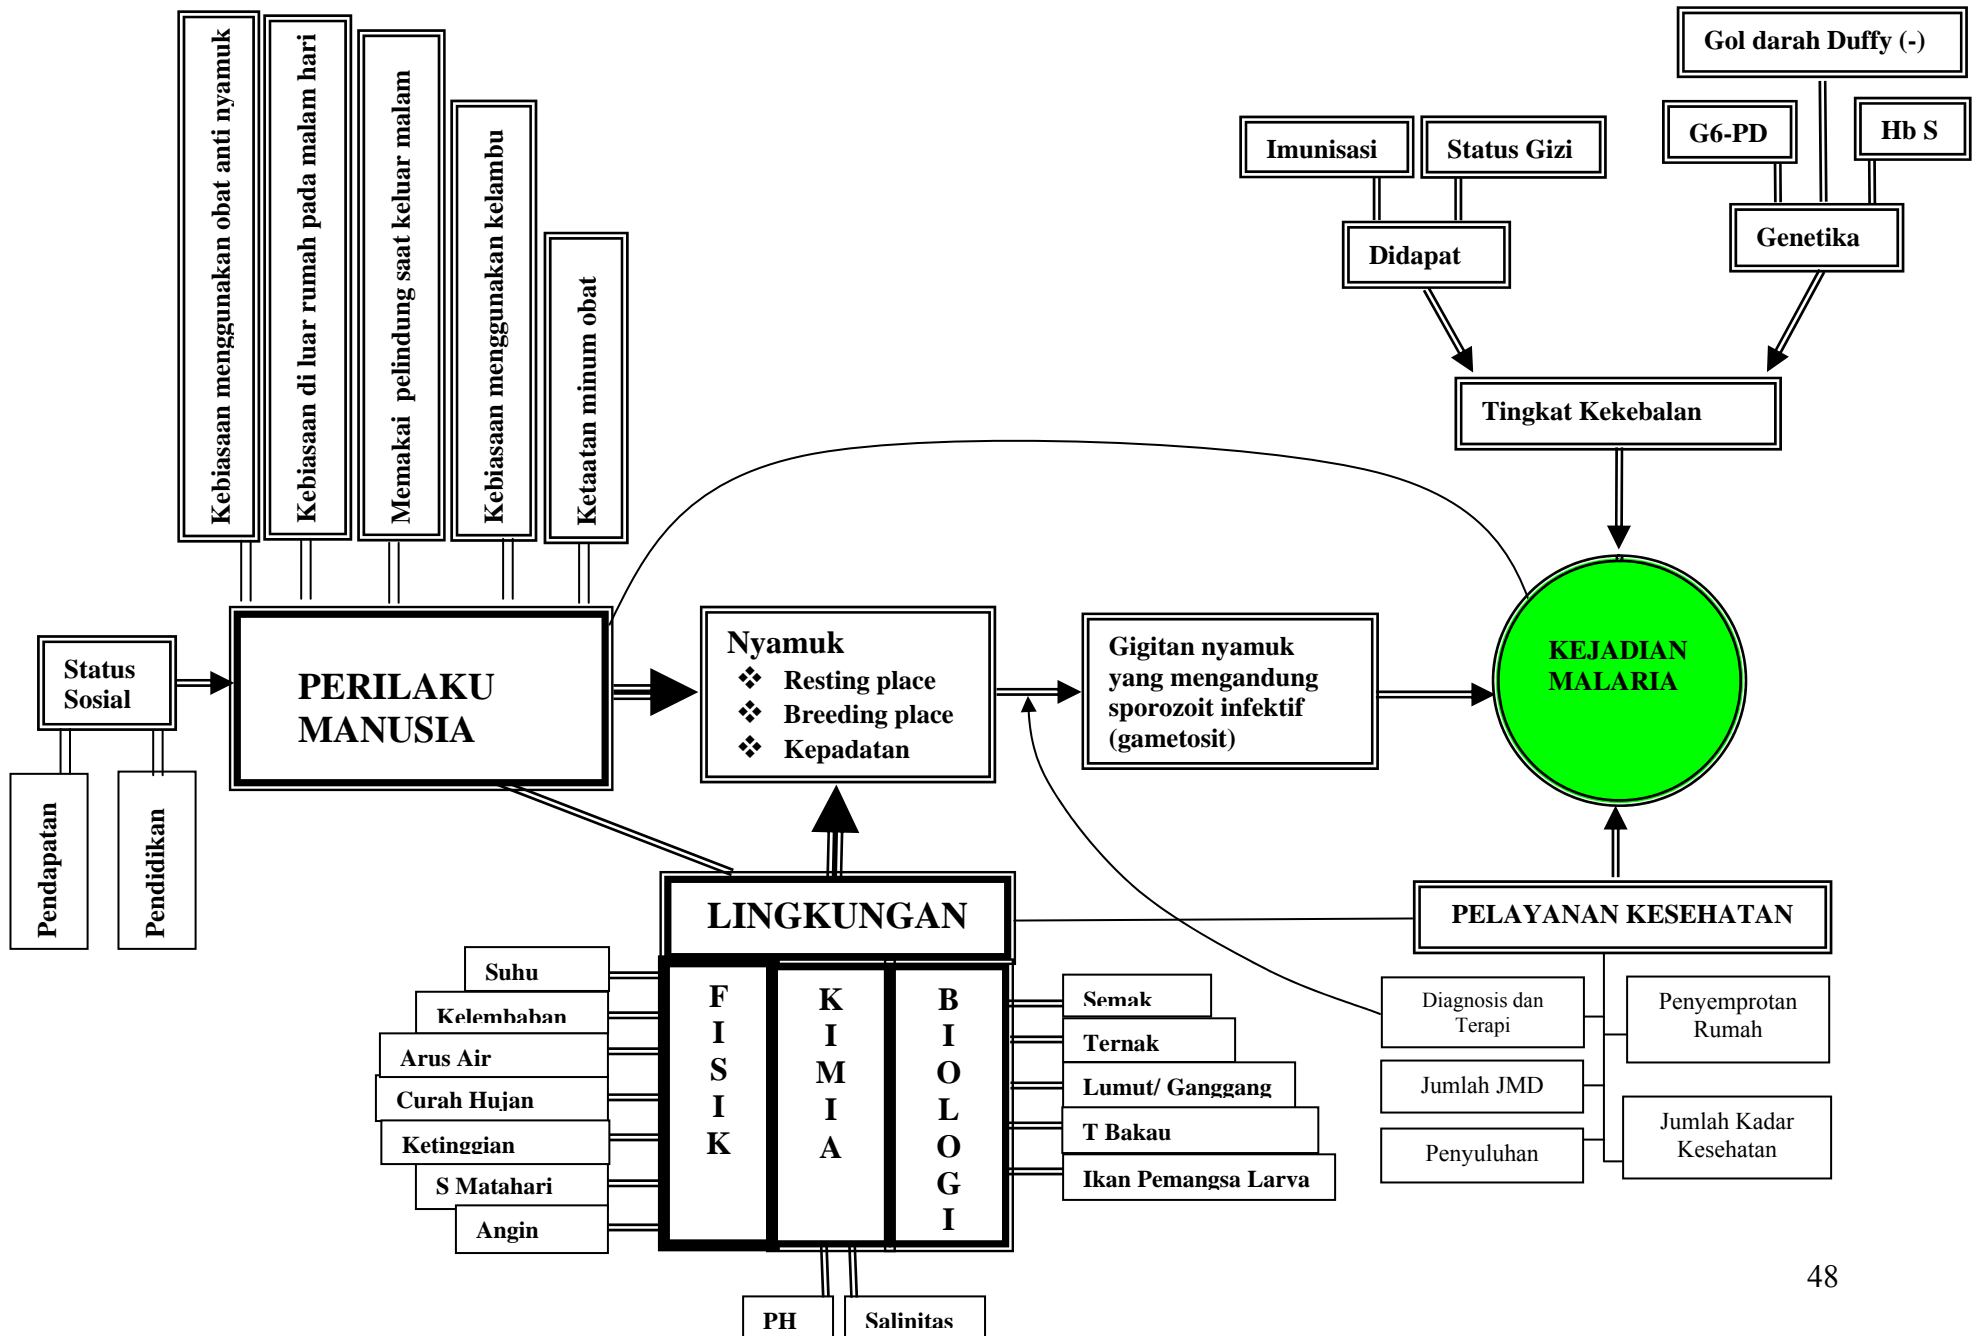 Kebiasaan menggunakan obat anti nyamuk
Kebiasaan di luar rumah pada malam hari
Memakai pelindung saat keluar malam
Kebiasaan menggunakan kelambu
Ketaatan minum obat
Gol darah Duffy (-)
G6-PD
Hb S
Imunisasi
Status Gizi
Didapat
Genetika
Tingkat Kekebalan
Status
Sosial
Pendapatan
Pendidikan
PERILAKU
MANUSIA
Nyamuk
❖ Resting place
❖ Breeding place
❖ Kepadatan
Gigitan nyamuk
yang mengandung
sporozoit infektif
(gametosit)
KEJADIAN
MALARIA
LINGKUNGAN
PELAYANAN KESEHATAN
Suhu
Kelembaban
Arus Air
Curah Hujan
Ketinggian
S Matahari
Angin
F
I
S
I
K
K
I
M
I
A
B
I
O
L
O
G
I
Semak
Ternak
Lumut/ Ganggang
T Bakau
Ikan Pemangsa Larva
Diagnosis dan
Terapi
Jumlah JMD
Penyuluhan
Penyemprotan
Rumah
Jumlah Kadar
Kesehatan
PH
Salinitas
48